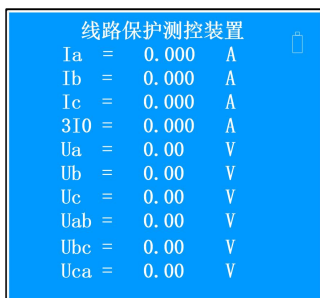 线路保护测控装置
Ia = 0.000 A
Ib = 0.000 A
Ic = 0.000 A
3I0 = 0.000 A
Ua = 0.00 V
Ub = 0.00 V
Uc = 0.00 V
Uab = 0.00 V
Ubc = 0.00 V
Uca = 0.00 V